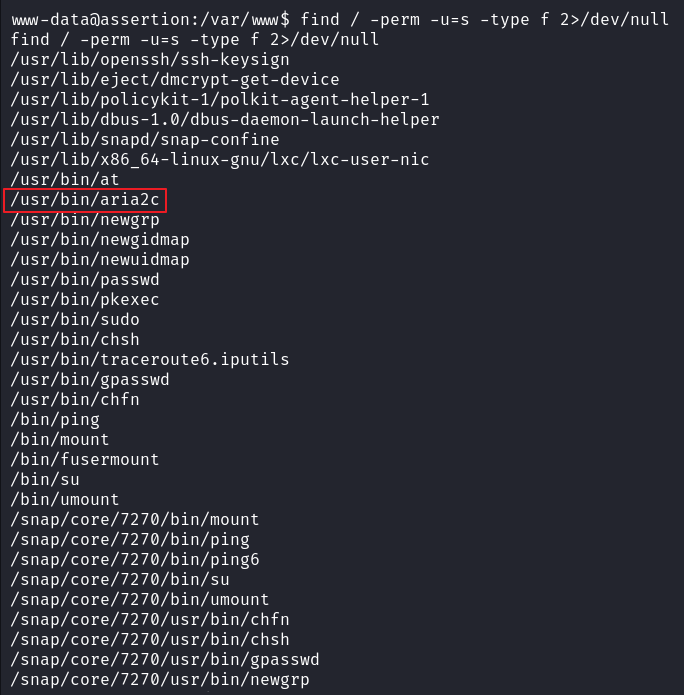 www-data@assertion:/var/www$ find / -perm -u=s -type f 2>/dev/null
find / -perm -u=s -type f 2>/dev/null
/usr/lib/openssh/ssh-keysign
/usr/lib/eject/dmcrypt-get-device
/usr/lib/policykit-1/polkit-agent-helper-1
/usr/lib/dbus-1.0/dbus-daemon-launch-helper
/usr/lib/snapd/snap-confine
/usr/lib/x86_64-linux-gnu/lxc/lxc-user-nic
/usr/bin/at
/usr/bin/aria2c
/usr/bin/newgrp
/usr/bin/newgidmap
/usr/bin/newuidmap
/usr/bin/passwd
/usr/bin/pkexec
/usr/bin/sudo
/usr/bin/chsh
/usr/bin/traceroute6.iputils
/usr/bin/gpasswd
/usr/bin/chfn
/bin/ping
/bin/mount
/bin/fusermount
/bin/su
/bin/umount
/snap/core/7270/bin/mount
/snap/core/7270/bin/ping
/snap/core/7270/bin/ping6
/snap/core/7270/bin/su
/snap/core/7270/bin/umount
/snap/core/7270/usr/bin/chfn
/snap/core/7270/usr/bin/chsh
/snap/core/7270/usr/bin/gpasswd
/snap/core/7270/usr/bin/newgrp